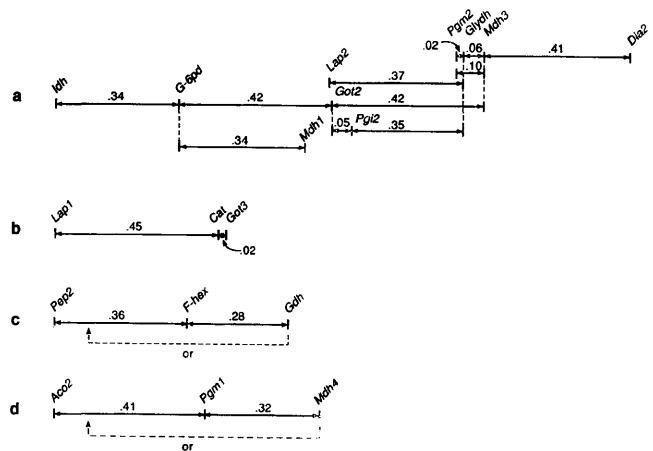 a
Idh
.34
G-6pd
.42
.34
Mdh1
Lap2
.37
Got2
.42
.05
Pgi2
.35
.02
Pgm2
Glydh
Mdh3
.06
.10
.41
Dia2
b
Lap1
.45
Cat
Got3
.02
c
Pep2
.36
F-hex
.28
Gdh
or
d
Aco2
.41
Pgm1
.32
Mdh4
or